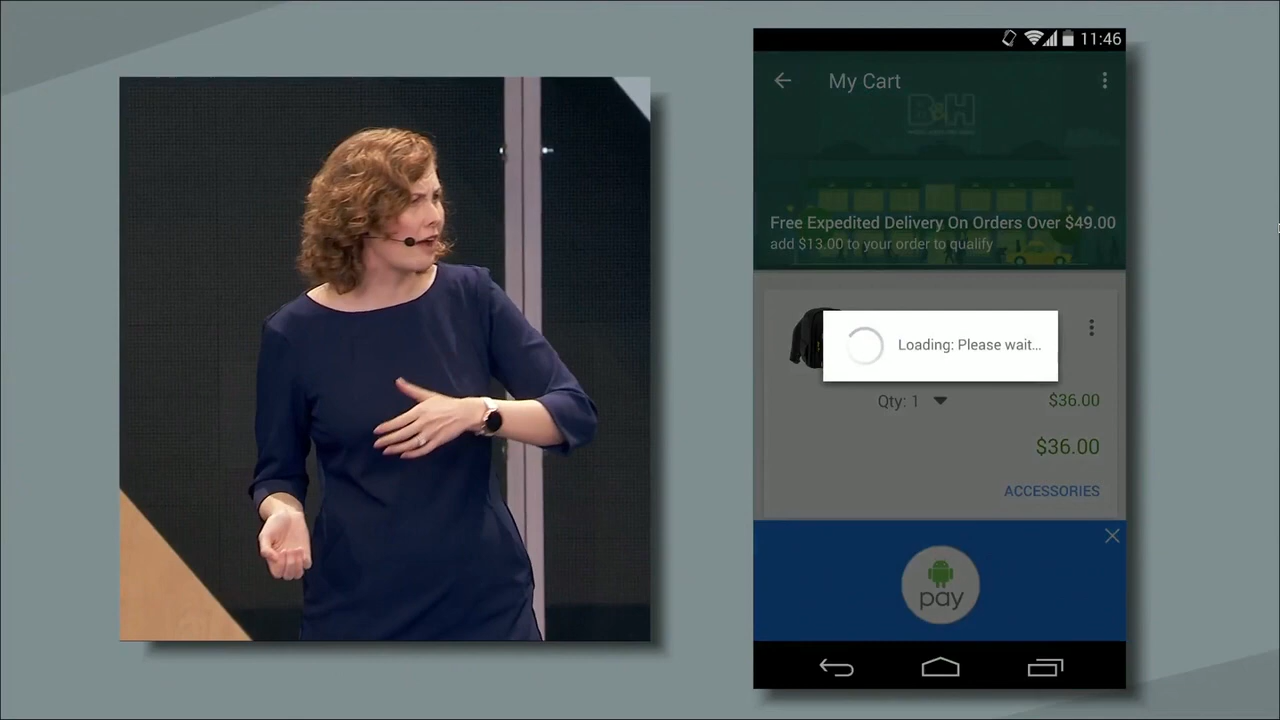 11:46
My Cart
B&H
Free Expedited Delivery On Orders Over $49.00
add $13.00 to your order to qualify
Loading: Please wait...
Qty: 1
$36.00
$36.00
ACCESSORIES
pay